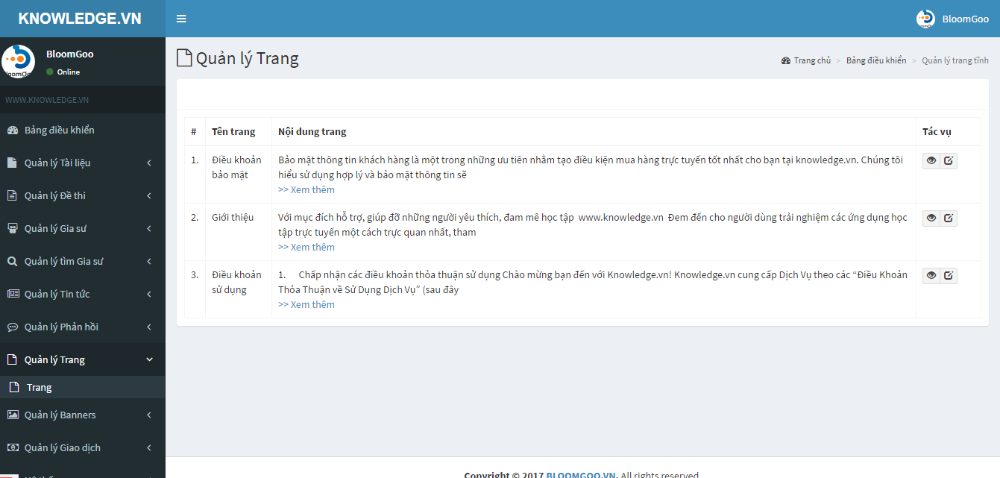 KNOWLEDGE.VN
BloomGoo
BloomGoo
Online
WWW.KNOWLEDGE.VN
Bảng điều khiển
Quản lý Tài liệu
Quản lý Đề thi
Quản lý Gia sư
Quản lý tìm Gia sư
Quản lý Tin tức
Quản lý Phản hồi
Quản lý Trang
Trang
Quản lý Banners
Quản lý Giao dịch
Quản lý Trang
Trang chủ > Bảng điều khiển > Quản lý trang tĩnh
# Tên trang Nội dung trang Tác vụ
1. Điều khoản bảo mật
Bảo mật thông tin khách hàng là một trong những ưu tiên nhằm tạo điều kiện mua hàng trực tuyến tốt nhất cho bạn tại knowledge.vn. Chúng tôi
hiểu sử dụng hợp lý và bảo mật thông tin sẽ
>> Xem thêm
2. Giới thiệu
Với mục đích hỗ trợ, giúp đỡ những người yêu thích, đam mê học tập www.knowledge.vn Đem đến cho người dùng trải nghiệm các ứng dụng học
tập trực tuyến một cách trực quan nhất, tham
>> Xem thêm
3. Điều khoản sử dụng
1. Chấp nhận các điều khoản thỏa thuận sử dụng Chào mừng bạn đến với Knowledge.vn! Knowledge.vn cung cấp Dịch Vụ theo các “Điều Khoản
Thỏa Thuận về Sử Dụng Dịch Vụ” (sau đây
>> Xem thêm
Copyright © 2017 BLOOMGOO.VN. All rights reserved